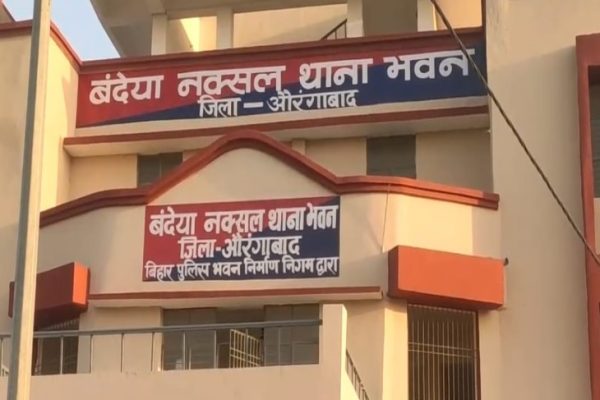 बंदेया नक्सल थाना भवन
जिला - औरंगाबाद
बंदेया नक्सल थाना भवन
जिला-औरंगाबाद
बिहार पुलिस भवन निर्माण निगम द्वारा